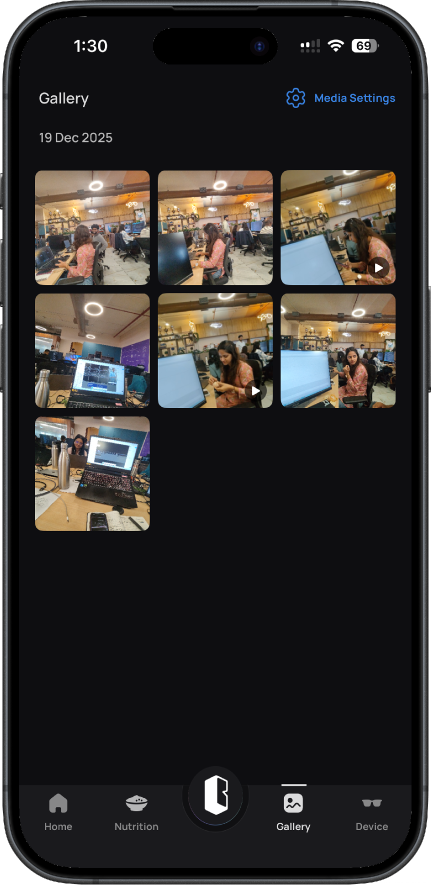 1:30
69
Gallery
Media Settings
19 Dec 2025
Home
Nutrition
Gallery
Device